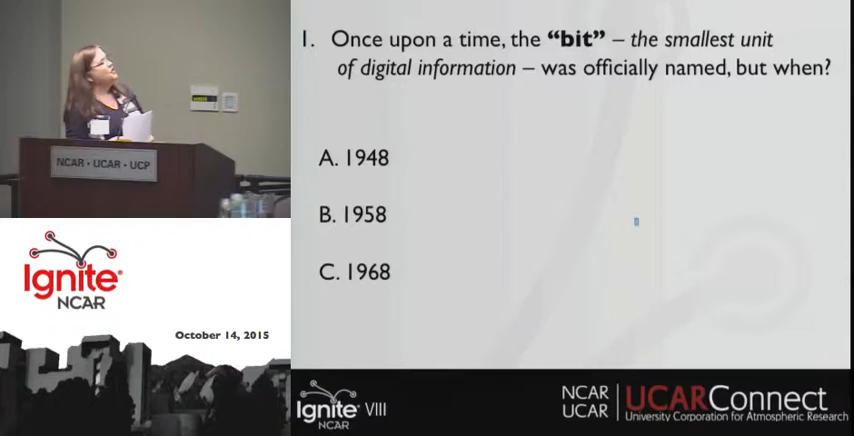 NCAR • UCAR • UCP
Ignite®
NCAR
October 14, 2015
1. Once upon a time, the “bit” – the smallest unit
of digital information – was officially named, but when?
A. 1948
B. 1958
C. 1968
Ignite® VIII
NCAR
NCAR
UCAR
UCARConnect
University Corporation for Atmospheric Research